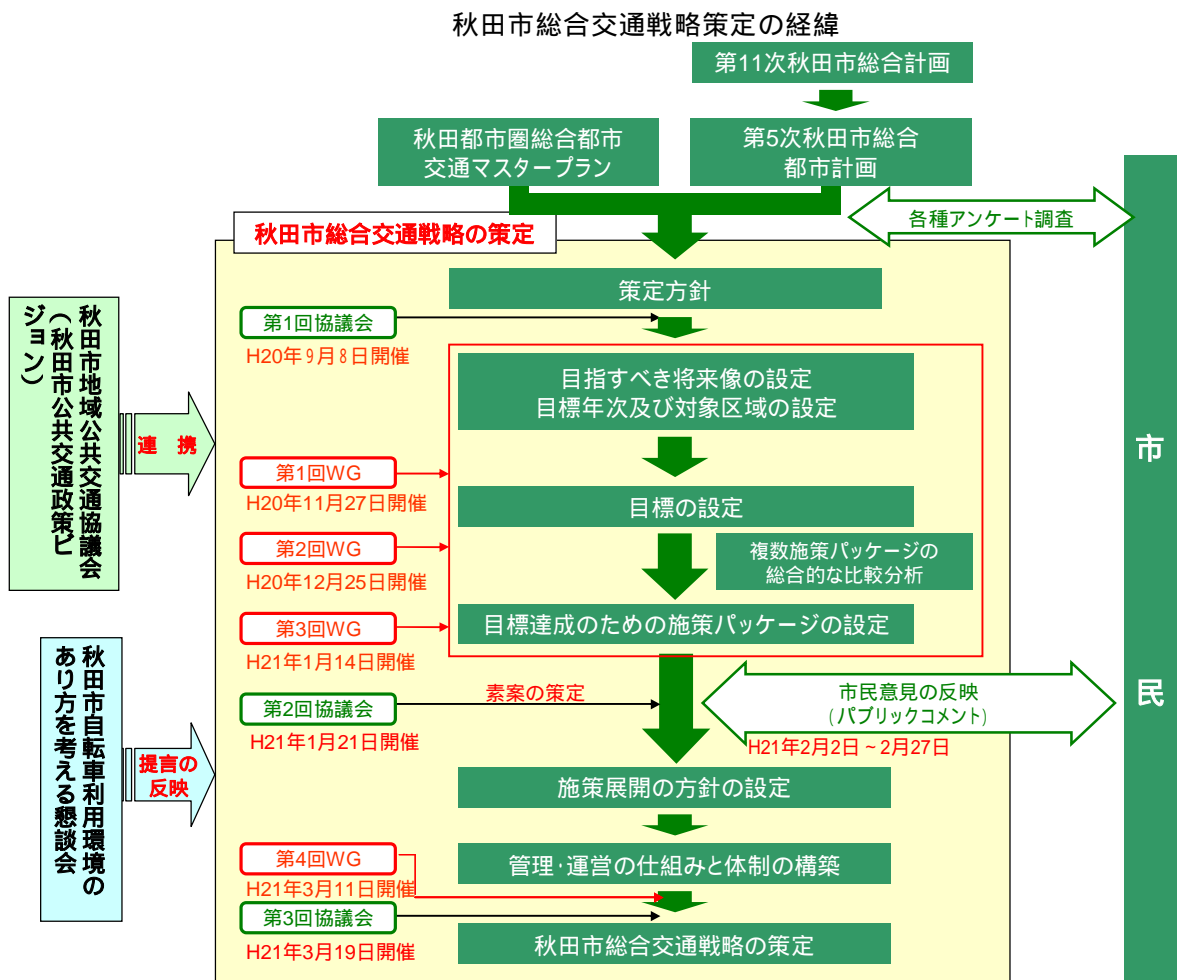 秋田市総合交通戦略策定の経緯
第11次秋田市総合計画
秋田都市圏総合都市
交通マスタープラン
第5次秋田市総合
都市計画
各種アンケート調査
秋田市総合交通戦略の策定
策定方針
第1回協議会
H20年9月8日開催
目指すべき将来像の設定
目標年次及び対象区域の設定
秋田市地域公共交通協議会
(秋田市公共交通政策ビ
ジョン)
連 携
第1回WG
H20年11月27日開催
目標の設定
第2回WG
H20年12月25日開催
複数施策パッケージの
総合的な比較分析
第3回WG
H21年1月14日開催
目標達成のための施策パッケージの設定
素案の策定
第2回協議会
H21年1月21日開催
市民意見の反映
(パブリックコメント)
H21年2月2日~2月27日
市
民
秋田市自転車利用環境の
あり方を考える懇談会
提言の
反映
施策展開の方針の設定
第4回WG
H21年3月11日開催
管理・運営の仕組みと体制の構築
第3回協議会
H21年3月19日開催
秋田市総合交通戦略の策定